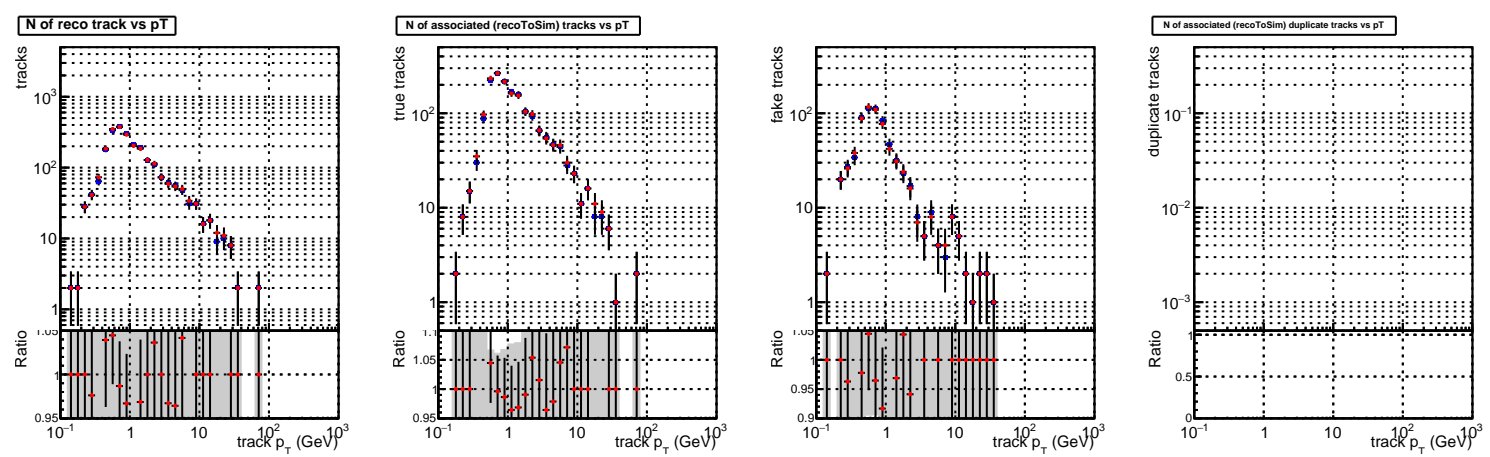 N of reco track vs pT
tracks
10³
10²
10
1
1.05
Ratio
1
0.95
10⁻¹ 1 10 10² 10³
track p_T (GeV)
N of associated (recoToSim) tracks vs pT
true tracks
10²
10
1
1.1
Ratio
1.05
1
0.95
10⁻¹ 1 10 10² 10³
track p_T (GeV)
fake tracks
10²
10
1
1.05
Ratio
1
0.95
0.9
10⁻¹ 1 10 10² 10³
track p_T (GeV)
N of associated (recoToSim) duplicate tracks vs pT
duplicate tracks
10⁻¹
10⁻²
10⁻³
Ratio
1
0.5
0
10⁻¹ 1 10 10² 10³
track p_T (GeV)